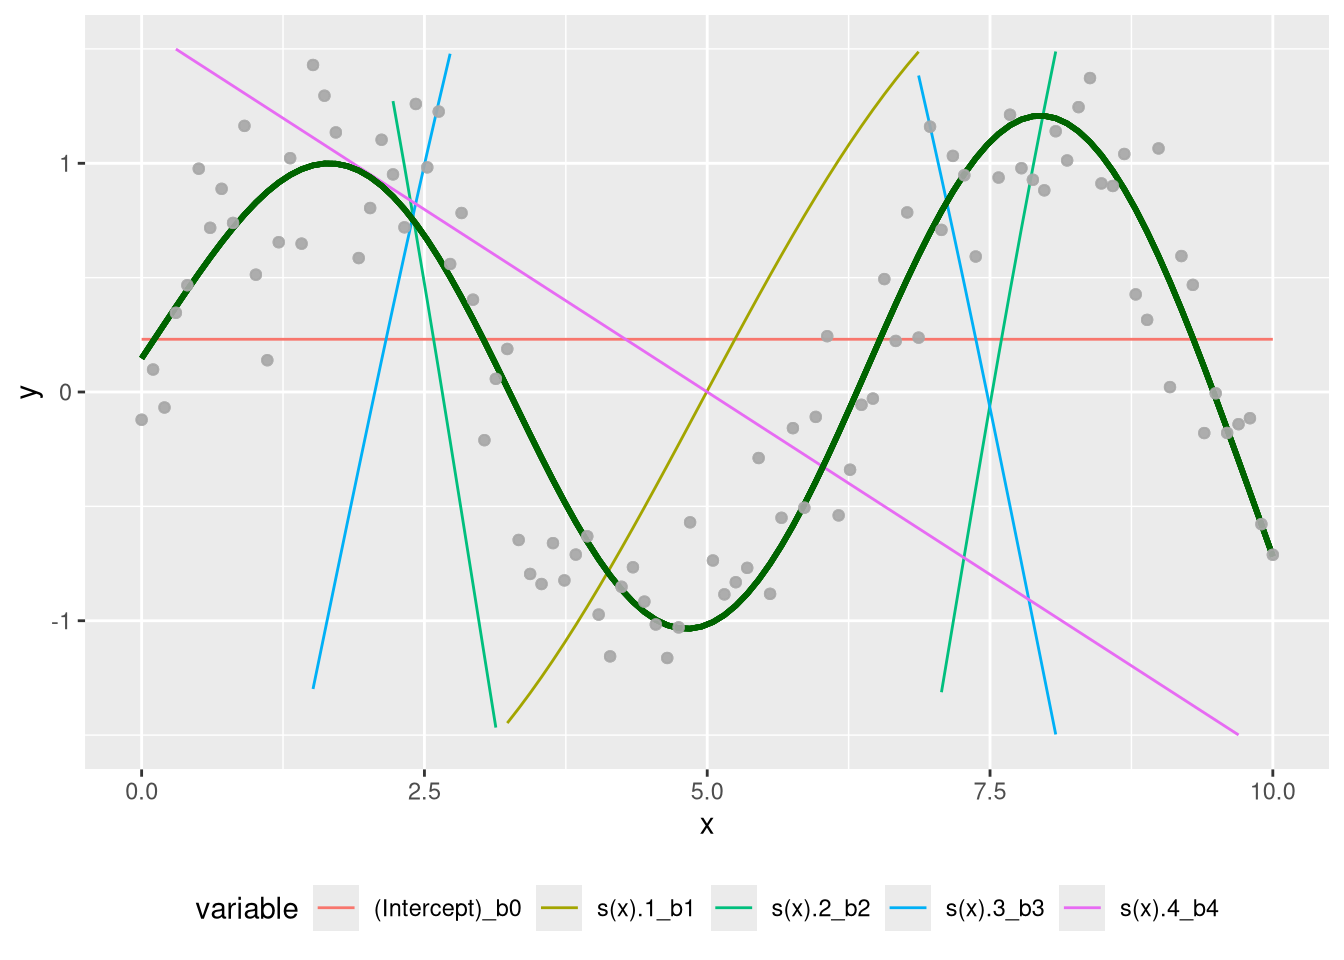 1
0
-1
y
0.0 2.5 5.0 7.5 10.0
x
variable (Intercept)_b0 s(x).1_b1 s(x).2_b2 s(x).3_b3 s(x).4_b4